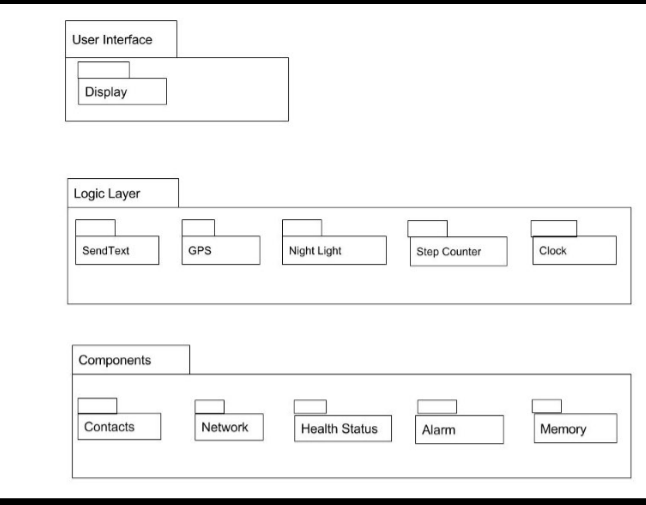 User Interface
Display
Logic Layer
SendText
GPS
Night Light
Step Counter
Clock
Components
Contacts
Network
Health Status
Alarm
Memory